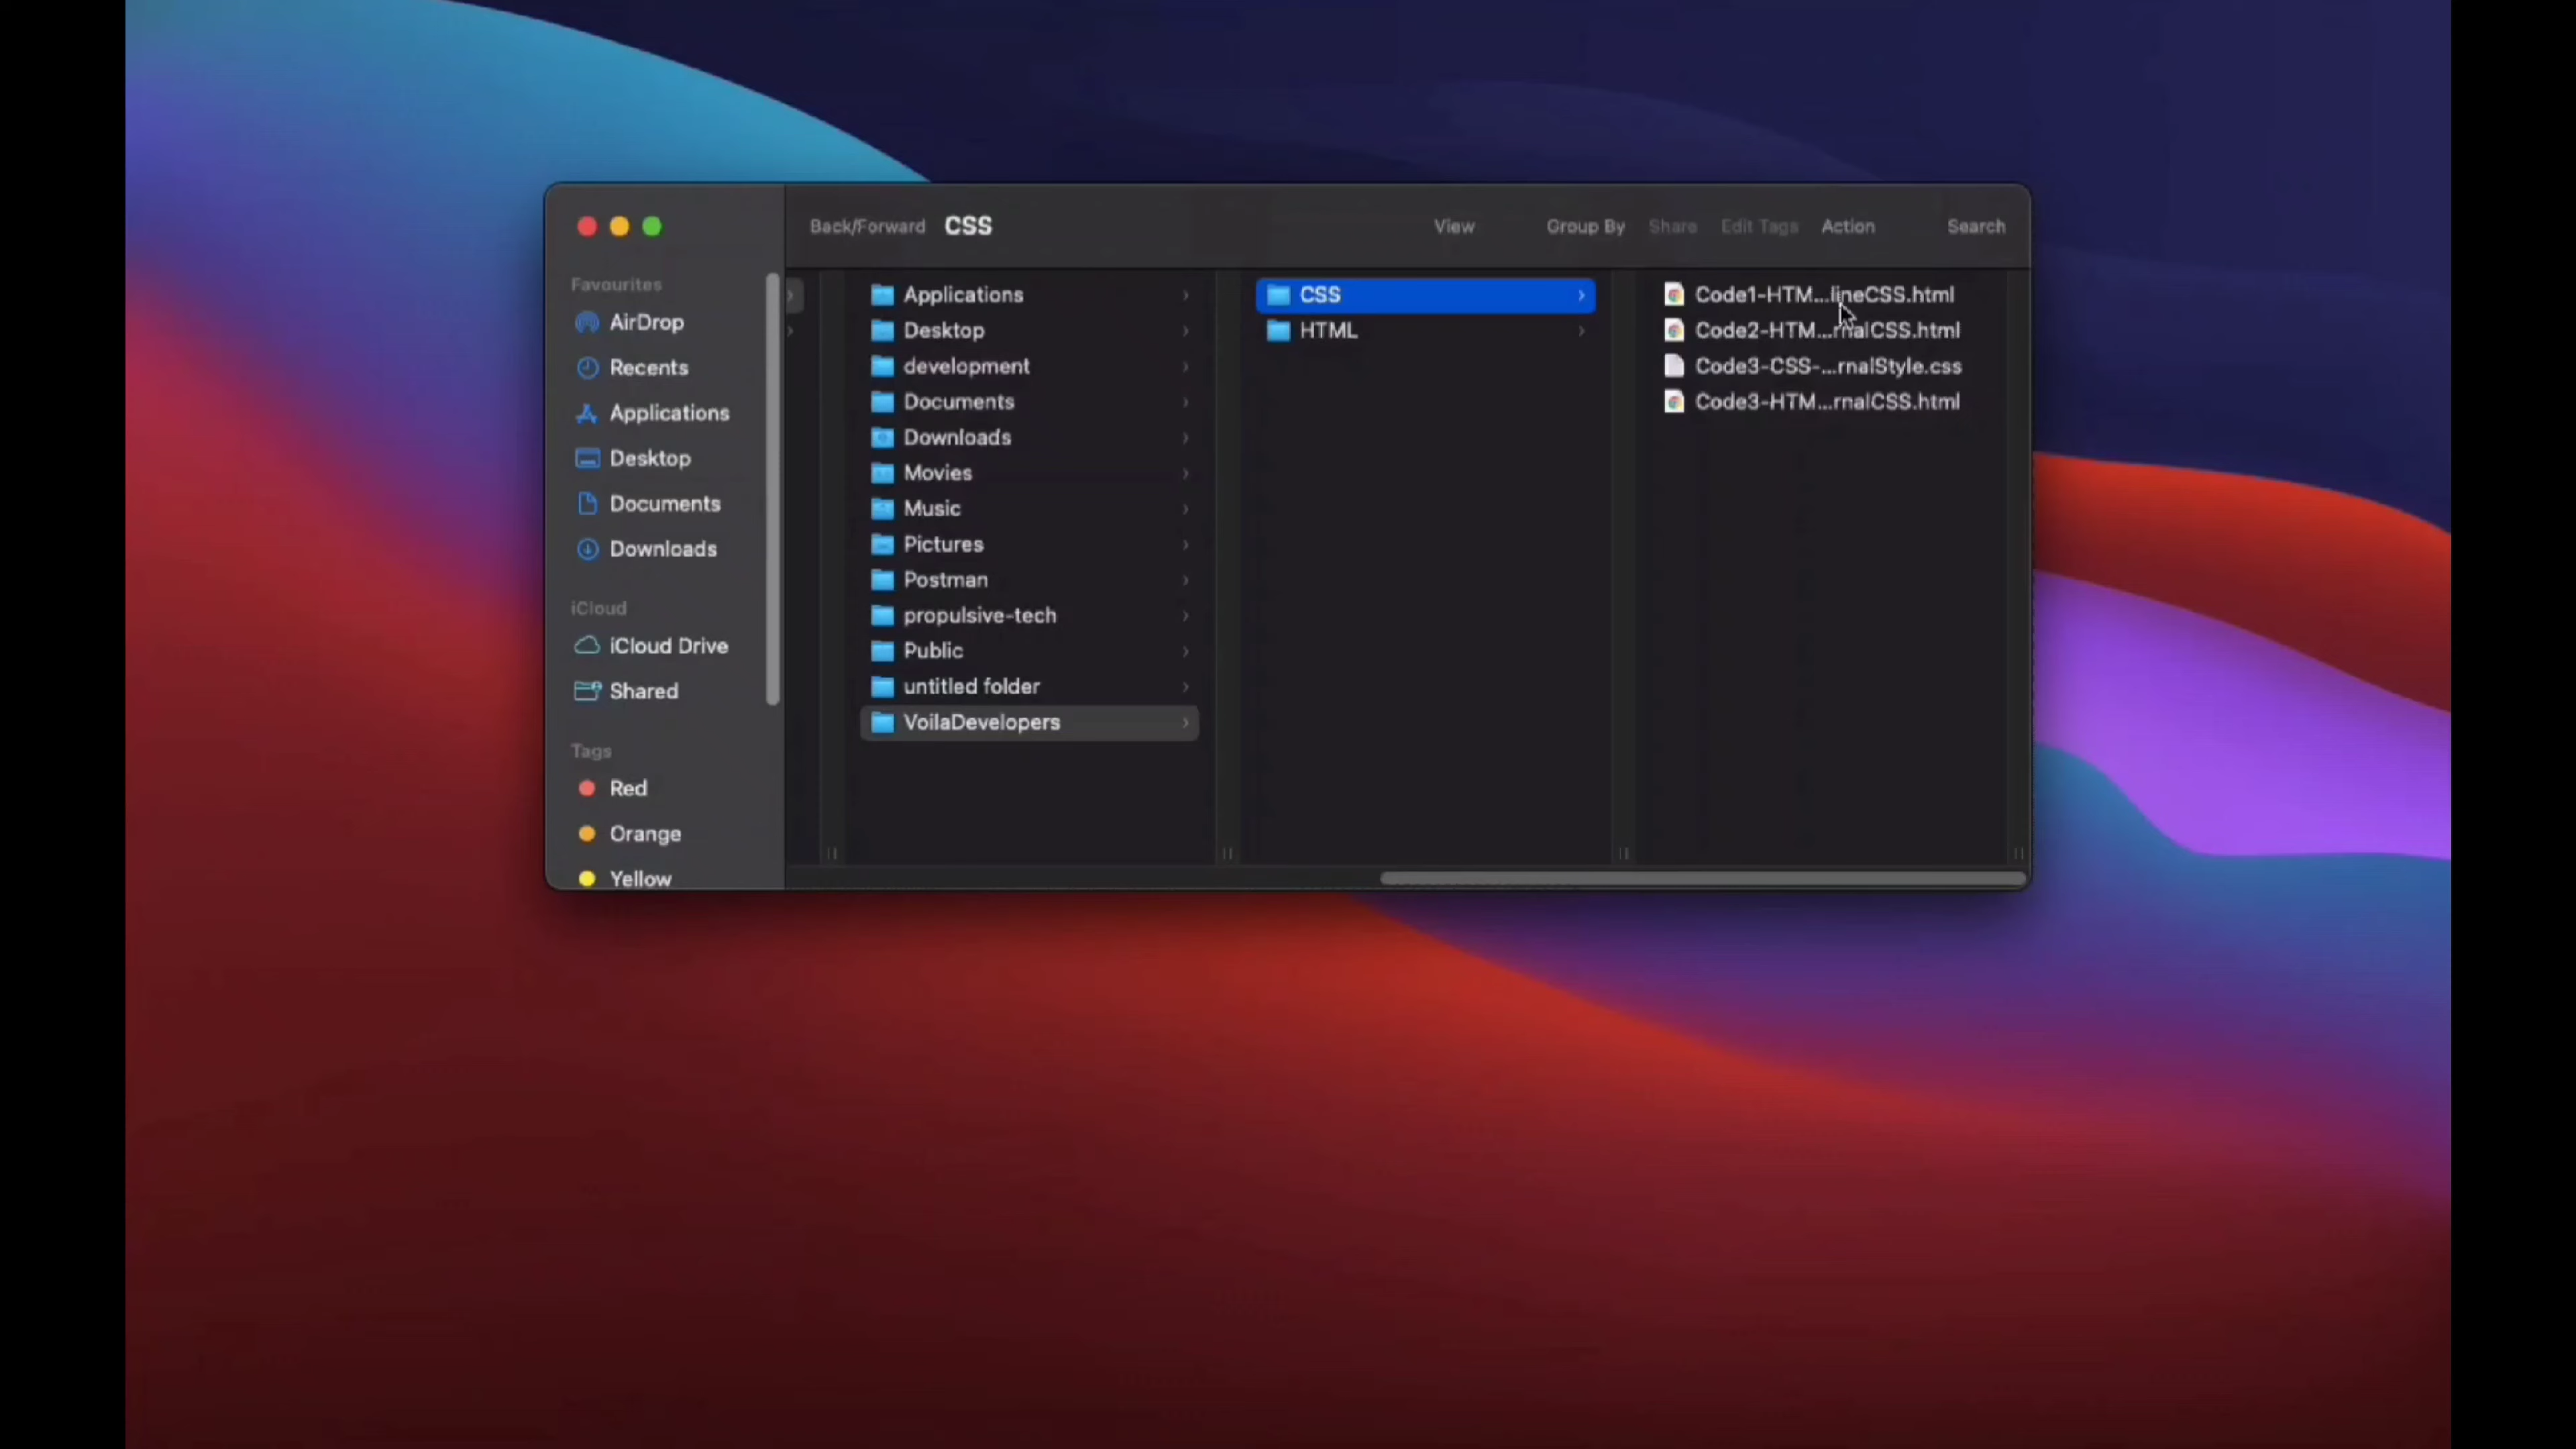 Back/Forward CSS View Group By Share Edit Tags Action Search
Favourites
AirDrop
Recents
Applications
Desktop
Documents
Downloads
iCloud
iCloud Drive
Shared
Tags
Red
Orange
Yellow
Applications
Desktop
development
Documents
Downloads
Movies
Music
Pictures
Postman
propulsive-tech
Public
untitled folder
VoilaDevelopers
CSS
HTML
Code1-HTM...lineCSS.html
Code2-HTM...rnalCSS.html
Code3-CSS-...rnalStyle.css
Code3-HTM...rnalCSS.html